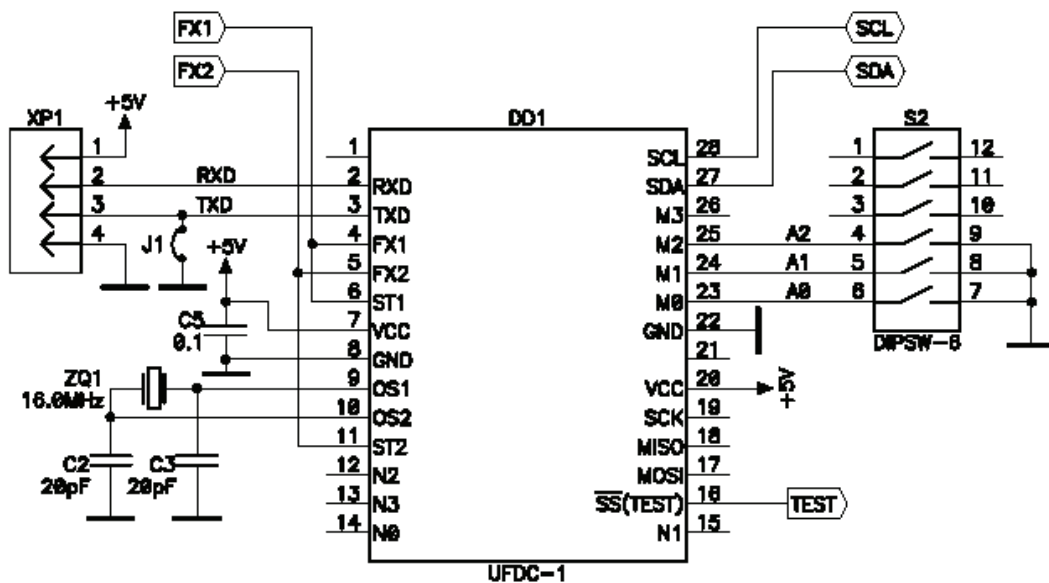 FX1
SCL
FX2
SDA
XP1
+5V
DD1
S2
1
1
SCL
28
1
12
2
RXD
2
RXD
SDA
27
2
11
3
TXD
3
TXD
M3
26
3
10
4
J1
+5V
4
FX1
M2
25
A2
4
9
5
FX2
M1
24
A1
5
8
6
ST1
M0
23
A0
6
7
C5
0.1
7
VCC
GND
22
DIPSW-6
8
GND
21
ZQ1
16.0MHz
9
OS1
VCC
20
+5V
10
OS2
SCK
19
11
ST2
MISO
18
C2
20pF
C3
20pF
12
N2
MOSI
17
13
N3
SS(TEST)
16
TEST
14
N0
N1
15
UFDC-1